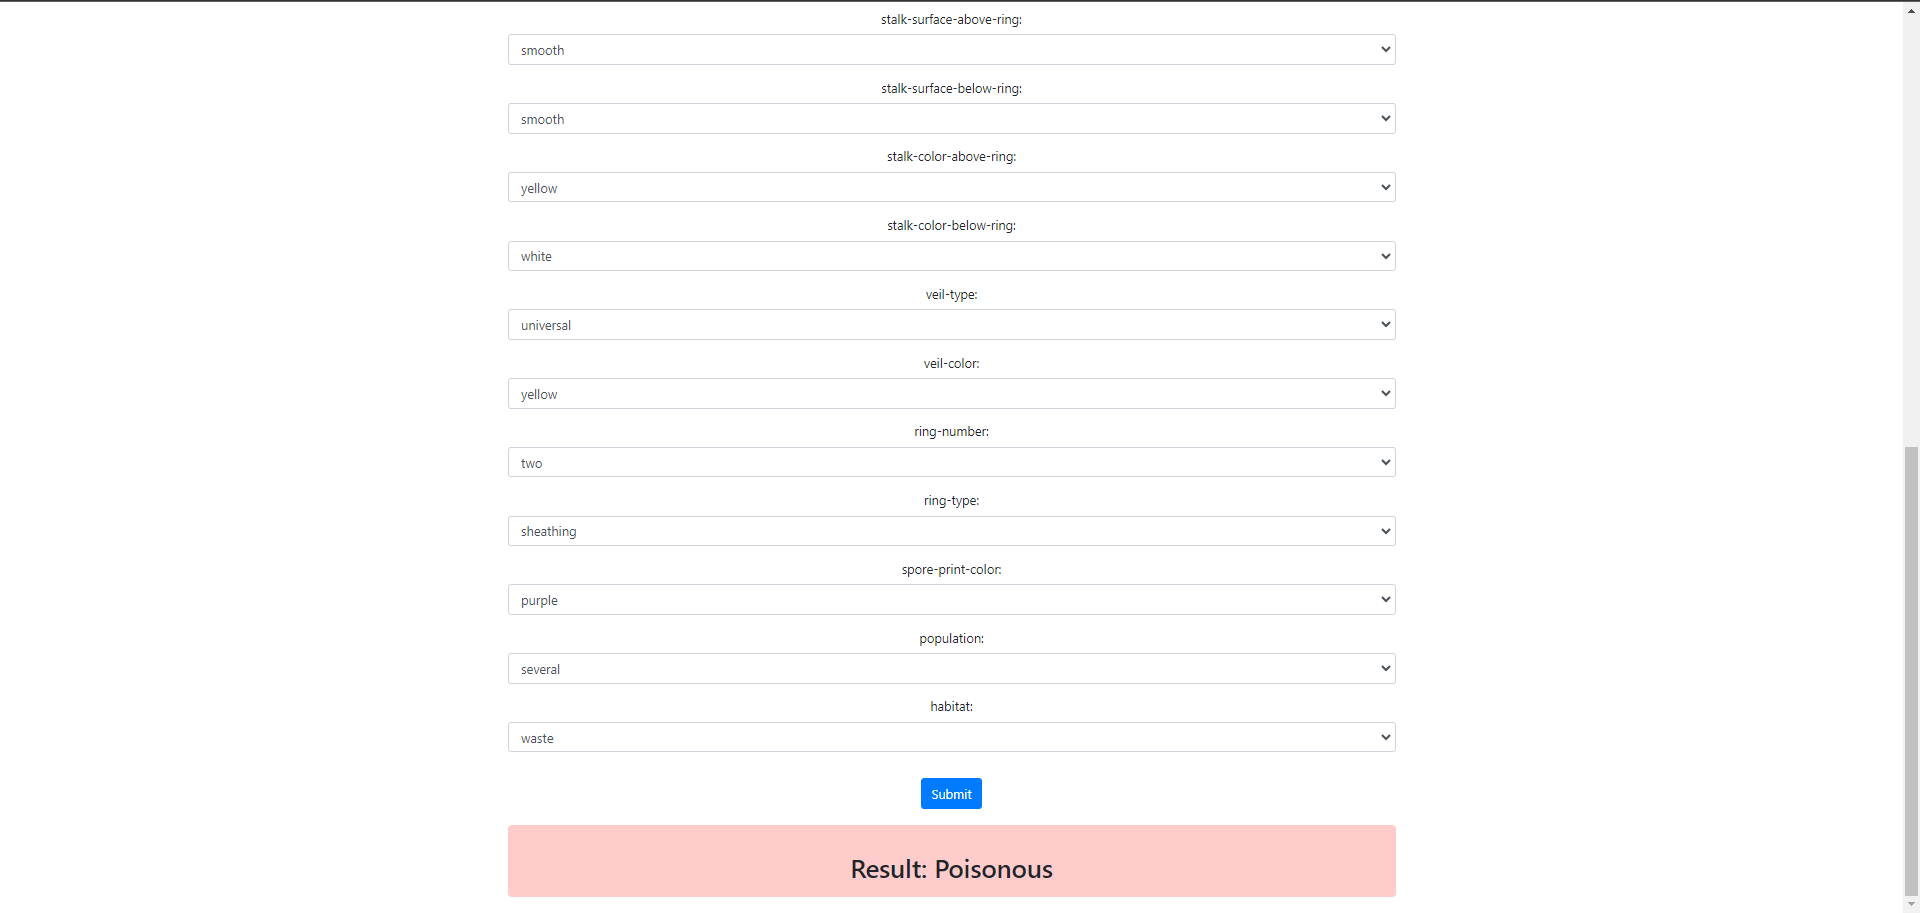 stalk-surface-above-ring:
smooth
stalk-surface-below-ring:
smooth
stalk-color-above-ring:
yellow
stalk-color-below-ring:
white
veil-type:
universal
veil-color:
yellow
ring-number:
two
ring-type:
sheathing
spore-print-color:
purple
population:
several
habitat:
waste
Submit
Result: Poisonous